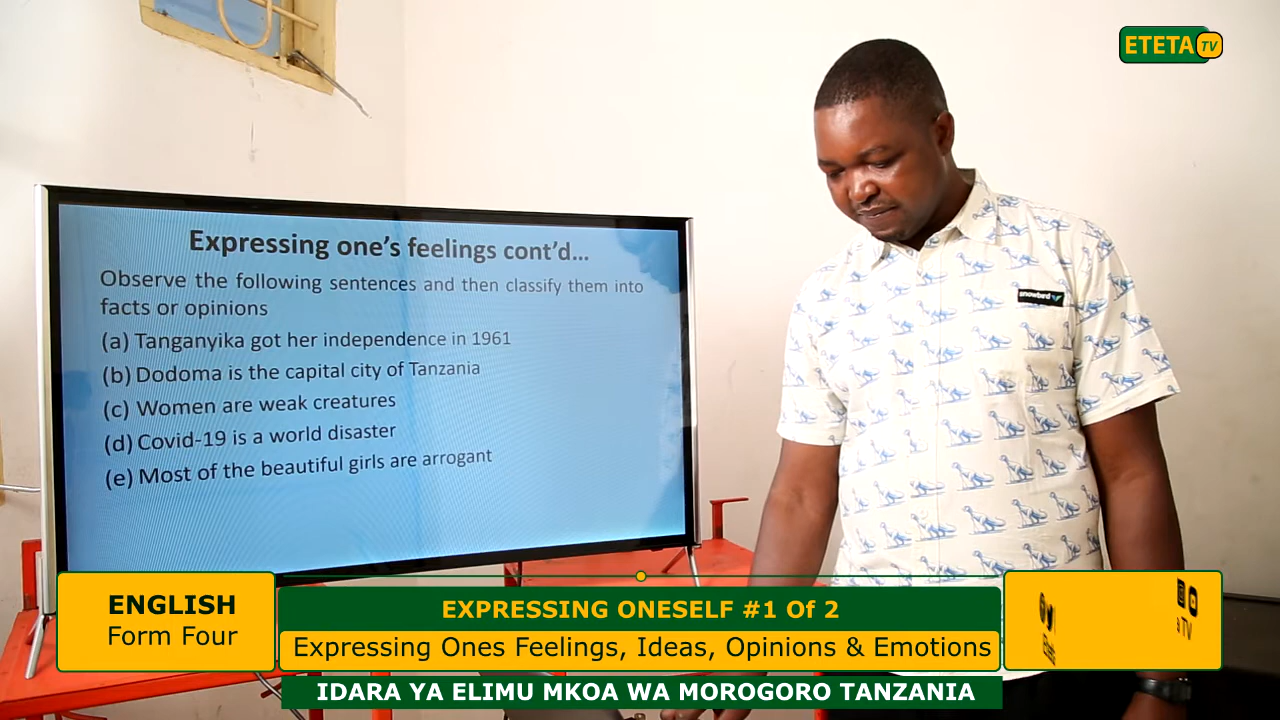 ETETA TV
Expressing one's feelings cont'd...
Observe the following sentences and then classify them into
facts or opinions
(a) Tanganyika got her independence in 1961
(b) Dodoma is the capital city of Tanzania
(c) Women are weak creatures
(d) Covid-19 is a world disaster
(e) Most of the beautiful girls are arrogant
snowbird
ENGLISH
Form Four
EXPRESSING ONESELF #1 Of 2
Expressing Ones Feelings, Ideas, Opinions & Emotions
TV
IDARA YA ELIMU MKOA WA MOROGORO TANZANIA